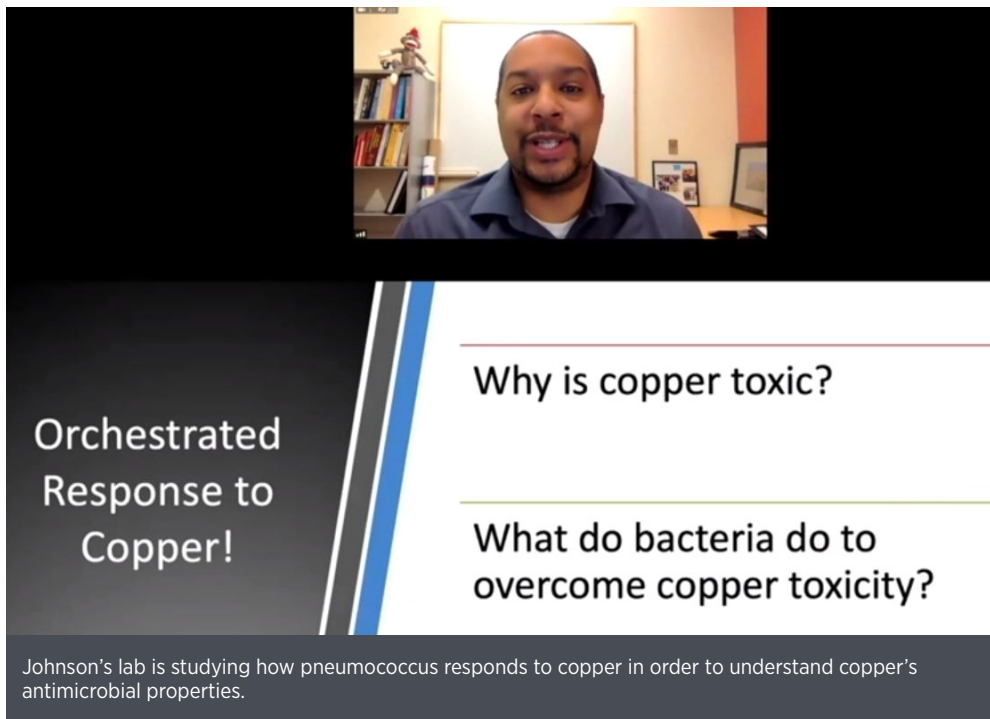 Orchestrated
Response to
Copper!
Why is copper toxic?
What do bacteria do to
overcome copper toxicity?
Johnson’s lab is studying how pneumococcus responds to copper in order to understand copper’s
antimicrobial properties.